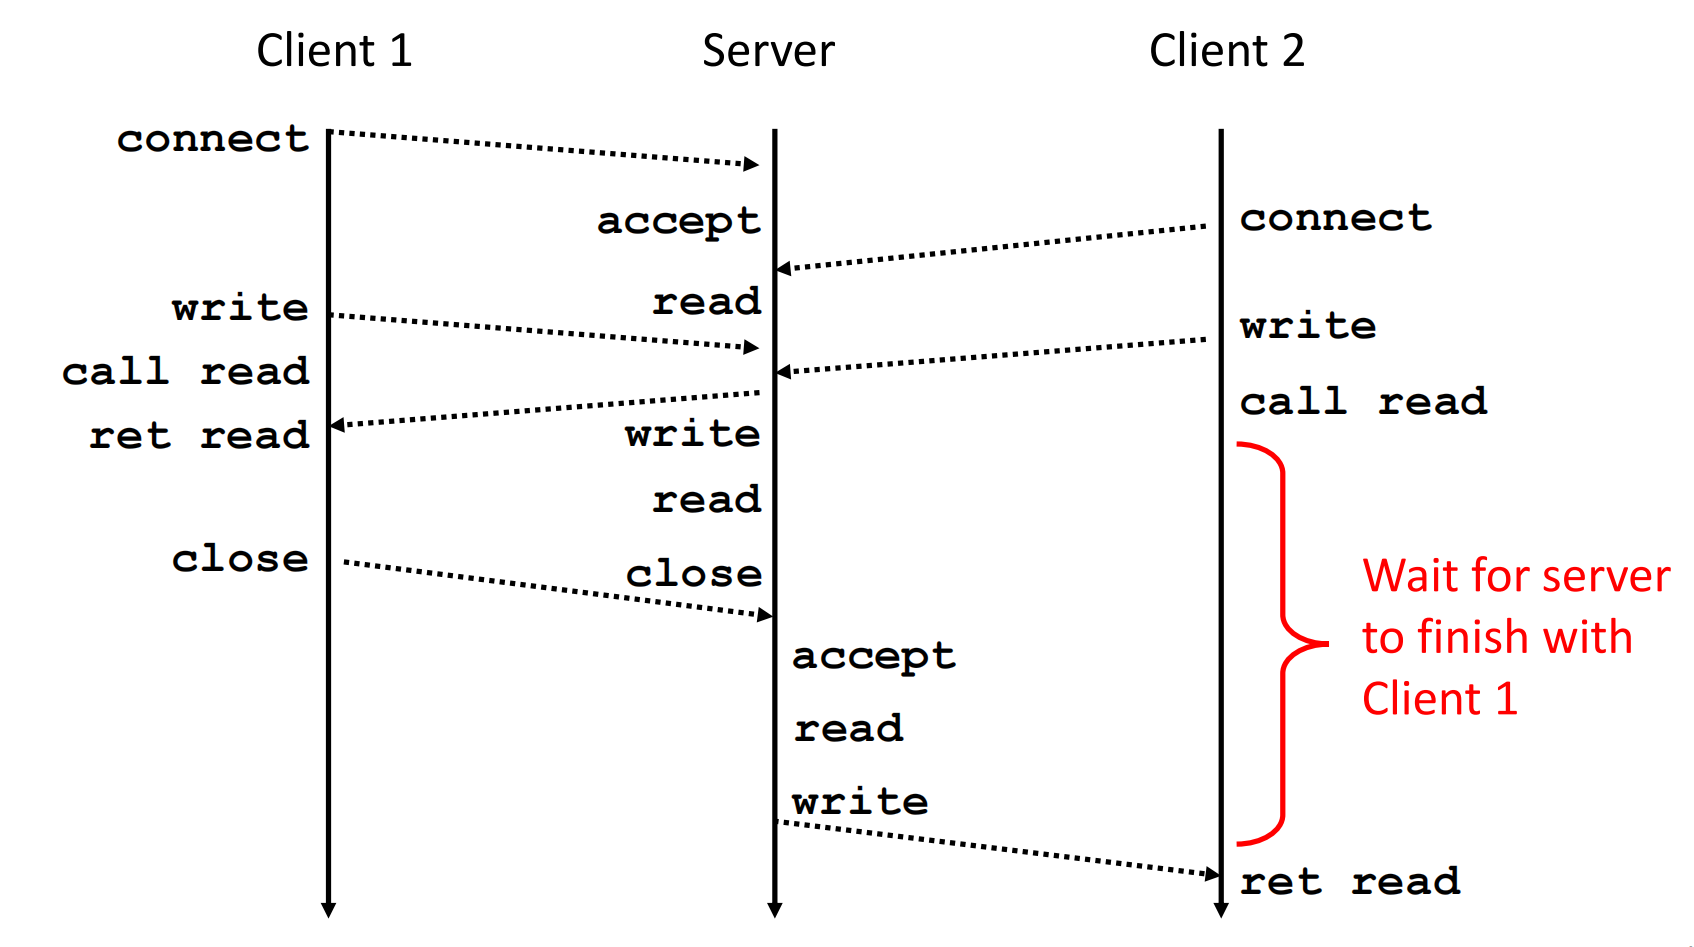 Client 1
Server
Client 2
connect
accept
connect
read
write
write
call read
call read
ret read
write
read
close
close
Wait for server
to finish with
Client 1
accept
read
write
ret read